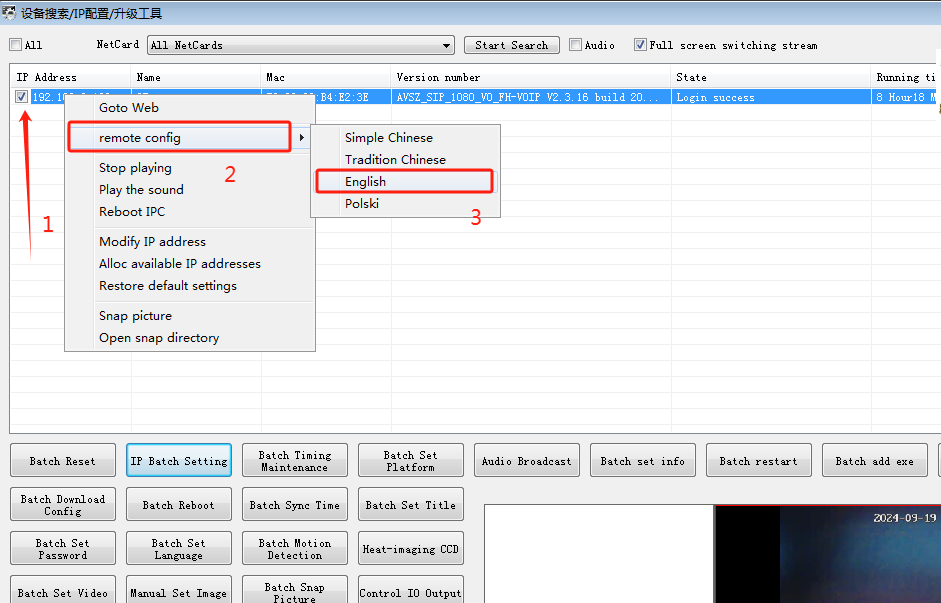 设备搜索/IP配置/升级工具
All NetCard All NetCards Start Search Audio Full screen switching stream
IP Address Name Mac Version number State Running ti
AVSZ_SIP_1080_VO_FH-VOIP V2.3.16 build 20... Login success 8 Hour18 M
Goto Web
remote config
Stop playing
Play the sound
Reboot IPC
Modify IP address
Alloc available IP addresses
Restore default settings
Snap picture
Open snap directory
Simple Chinese
Tradition Chinese
English
Polski
1
2
3
Batch Reset
IP Batch Setting
Batch Timing
Maintenance
Batch Set
Platform
Audio Broadcast
Batch set info
Batch restart
Batch add exe
Batch Download
Config
Batch Reboot
Batch Sync Time
Batch Set Title
Batch Set
Password
Batch Set
Language
Batch Motion
Detection
Heat-imaging CCD
Batch Set Video
Manual Set Image
Batch Snap
Picture
Control IO Output
2024-09-19